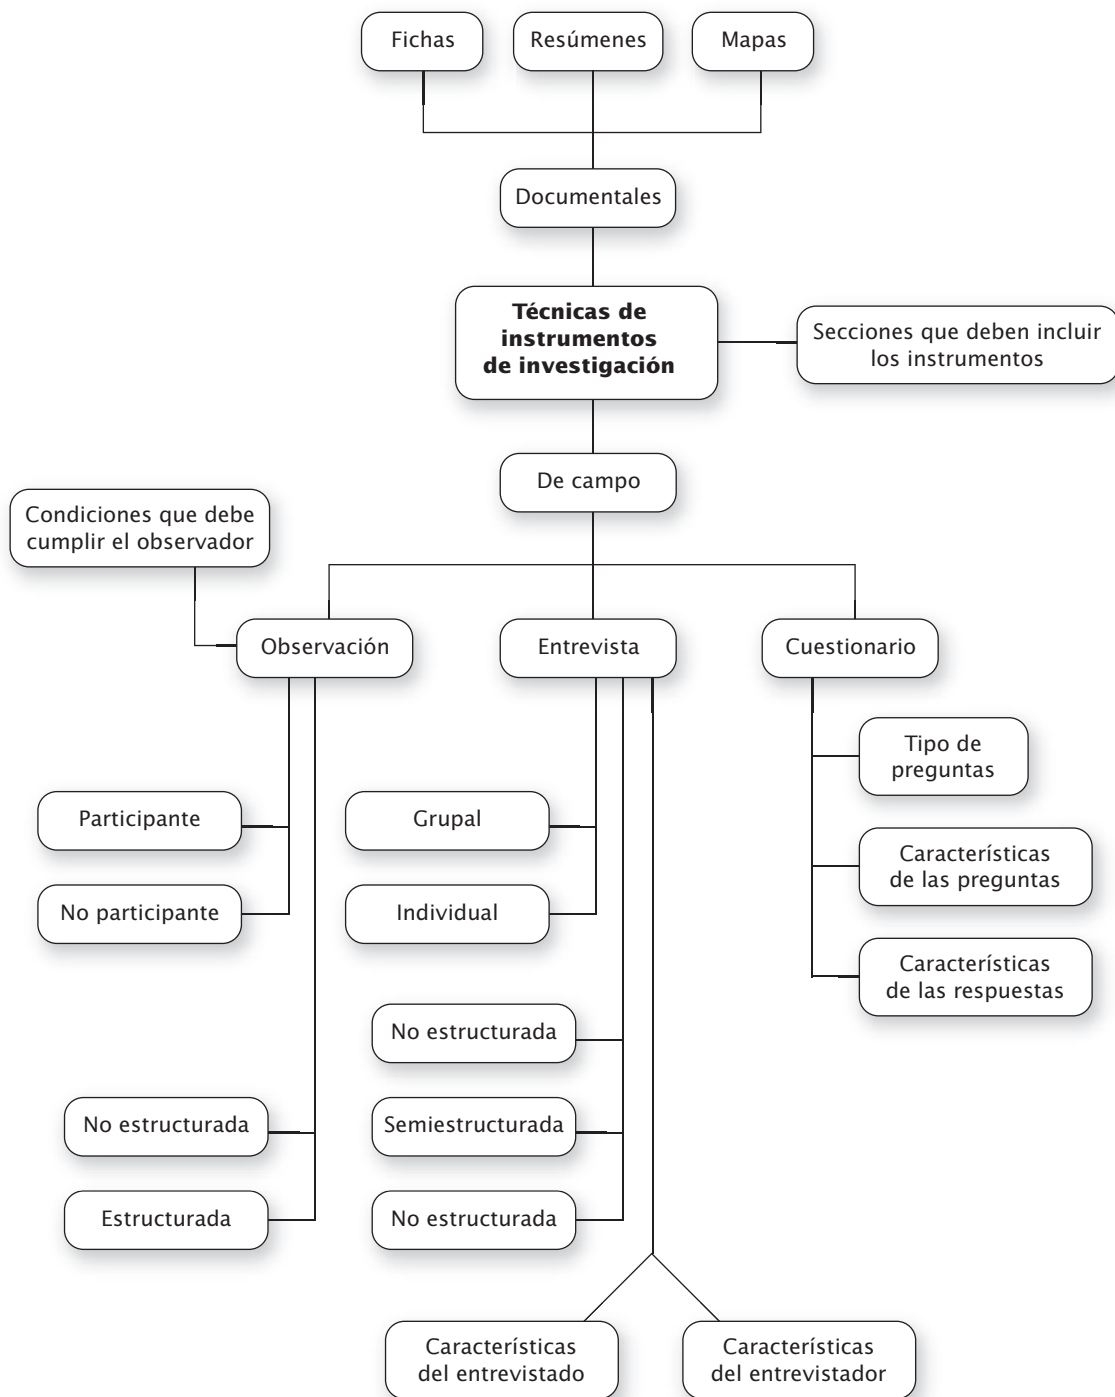 Fichas
Resúmenes
Mapas
Documentales
Técnicas de
instrumentos
de investigación
Secciones que deben incluir
los instrumentos
De campo
Condiciones que debe
cumplir el observador
Observación
Entrevista
Cuestionario
Tipo de
preguntas
Participante
Grupal
Características
de las preguntas
No participante
Individual
Características
de las respuestas
No estructurada
No estructurada
Semiestructurada
Estructurada
No estructurada
Características
del entrevistado
Características
del entrevistador